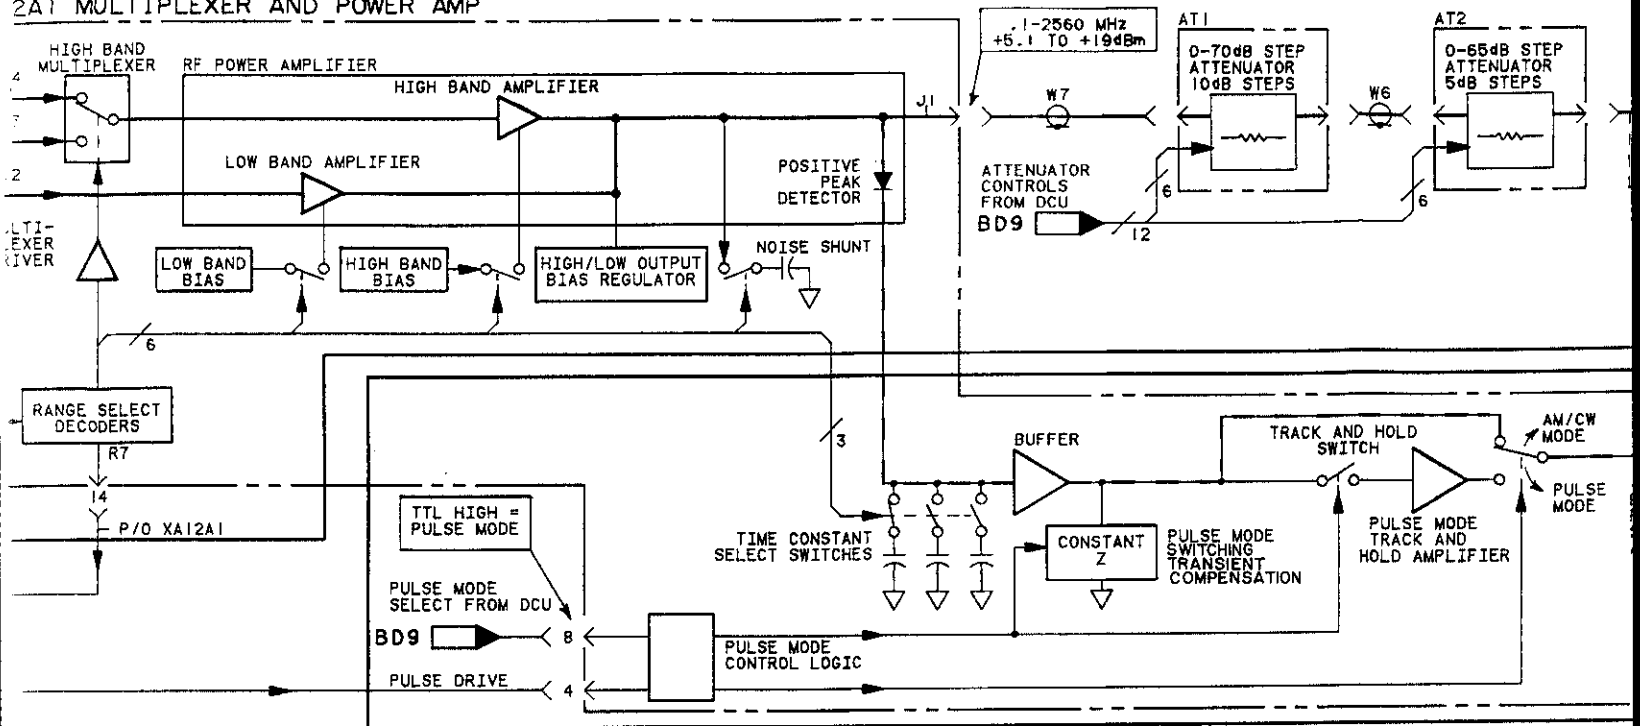 2A1 MULTIPLEXER AND POWER AMP
HIGH BAND
MULTIPLEXER
4
2
RF POWER AMPLIFIER
HIGH BAND AMPLIFIER
LOW BAND AMPLIFIER
POSITIVE
PEAK
DETECTOR
J1
.1-2560 MHz
+5.1 TO +19dBm
W7
AT1
0-70dB STEP
ATTENUATOR
10dB STEPS
W6
AT2
0-65dB STEP
ATTENUATOR
5dB STEPS
ATTENUATOR
CONTROLS
FROM DCU
BD9
12
6
6
LOW BAND
BIAS
HIGH BAND
BIAS
HIGH/LOW OUTPUT
BIAS REGULATOR
NOISE SHUNT
6
RANGE SELECT
DECODERS
R7
14
P/O XA12A1
3
BUFFER
TRACK AND HOLD
SWITCH
AM/CW
MODE
PULSE
MODE
TTL HIGH =
PULSE MODE
TIME CONSTANT
SELECT SWITCHES
CONSTANT
Z
PULSE MODE
SWITCHING
TRANSIENT
COMPENSATION
PULSE MODE
TRACK AND
HOLD AMPLIFIER
PULSE MODE
SELECT FROM DCU
BD9
8
PULSE MODE
CONTROL LOGIC
PULSE DRIVE
4